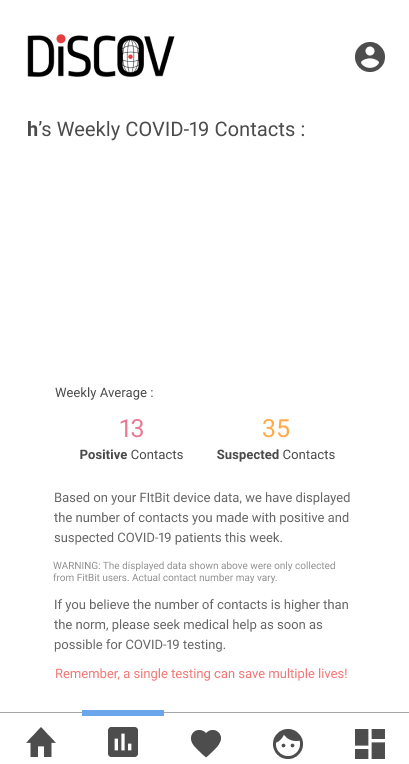 DiSCOV
h's Weekly COVID-19 Contacts :
Weekly Average :
13 35
Positive Contacts Suspected Contacts
Based on your FItBit device data, we have displayed
the number of contacts you made with positive and
suspected COVID-19 patients this week.
WARNING: The displayed data shown above were only collected
from FitBit users. Actual contact number may vary.
If you believe the number of contacts is higher than
the norm, please seek medical help as soon as
possible for COVID-19 testing.
Remember, a single testing can save multiple lives!